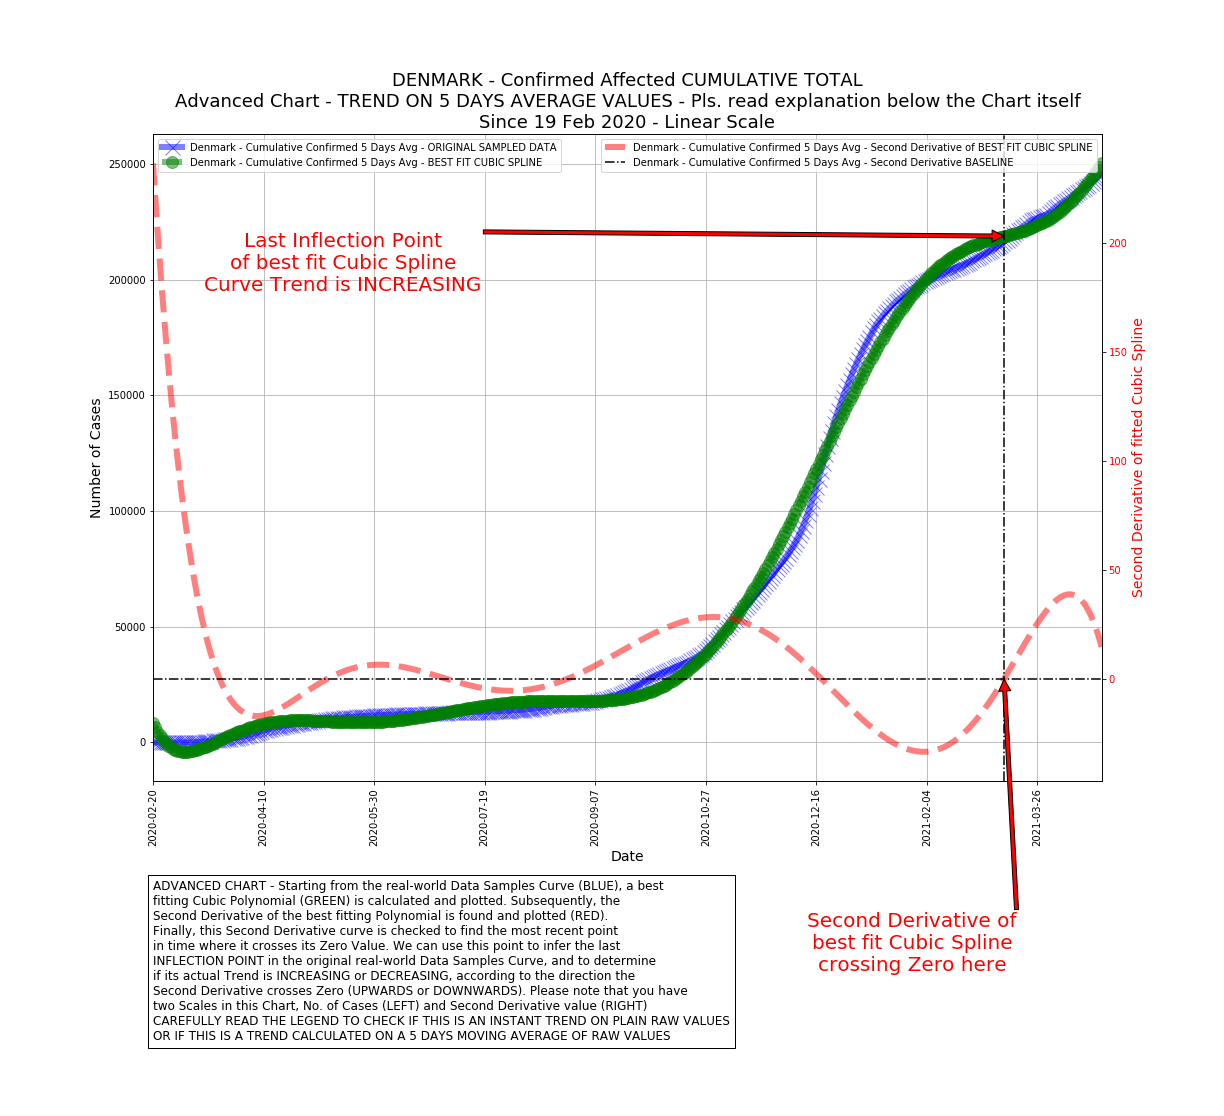 DENMARK - Confirmed Affected CUMULATIVE TOTAL
Advanced Chart - TREND ON 5 DAYS AVERAGE VALUES - Pls. read explanation below the Chart itself
Since 19 Feb 2020 - Linear Scale
Denmark - Cumulative Confirmed 5 Days Avg - ORIGINAL SAMPLED DATA
Denmark - Cumulative Confirmed 5 Days Avg - BEST FIT CUBIC SPLINE
Denmark - Cumulative Confirmed 5 Days Avg - Second Derivative of BEST FIT CUBIC SPLINE
Denmark - Cumulative Confirmed 5 Days Avg - Second Derivative BASELINE
Last Inflection Point
of best fit Cubic Spline
Curve Trend is INCREASING
Number of Cases
250000
200000
150000
100000
50000
0
Second Derivative of fitted Cubic Spline
200
150
100
50
0
2020-02-20
2020-04-10
2020-05-30
2020-07-19
2020-09-07
2020-10-27
2020-12-16
2021-02-04
2021-03-26
Date
Second Derivative of
best fit Cubic Spline
crossing Zero here
ADVANCED CHART - Starting from the real-world Data Samples Curve (BLUE), a best
fitting Cubic Polynomial (GREEN) is calculated and plotted. Subsequently, the
Second Derivative of the best fitting Polynomial is found and plotted (RED).
Finally, this Second Derivative curve is checked to find the most recent point
in time where it crosses its Zero Value. We can use this point to infer the last
INFLECTION POINT in the original real-world Data Samples Curve, and to determine
if its actual Trend is INCREASING or DECREASING, according to the direction the
Second Derivative crosses Zero (UPWARDS or DOWNWARDS). Please note that you have
two Scales in this Chart, No. of Cases (LEFT) and Second Derivative value (RIGHT)
CAREFULLY READ THE LEGEND TO CHECK IF THIS IS AN INSTANT TREND ON PLAIN RAW VALUES
OR IF THIS IS A TREND CALCULATED ON A 5 DAYS MOVING AVERAGE OF RAW VALUES